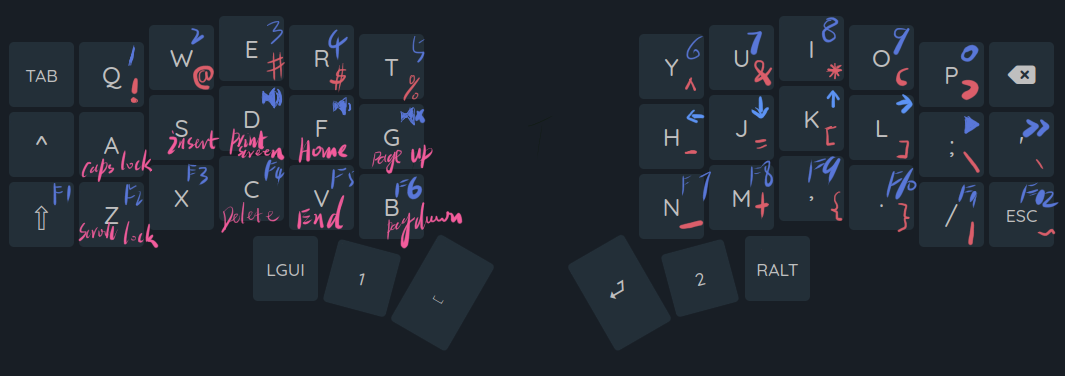 TAB Q 1 ! W 2 @ E 3 # R 4 $ T 5 % Y 6 ^ U 7 & I 8 * O 9 ( P 0 )
^ A caps lock S insert D print screen F Home G Page up H ← - J ↓ = K ↑ [ L → ] ; \ ' `
⇧ F1 Z F2 scroll lock X F3 C F4 Delete V F5 End B F6 pagdown N F7 _ M F8 + , F9 { . F10 } / F11 | ESC F12 ~
LGUI 1 2 RALT